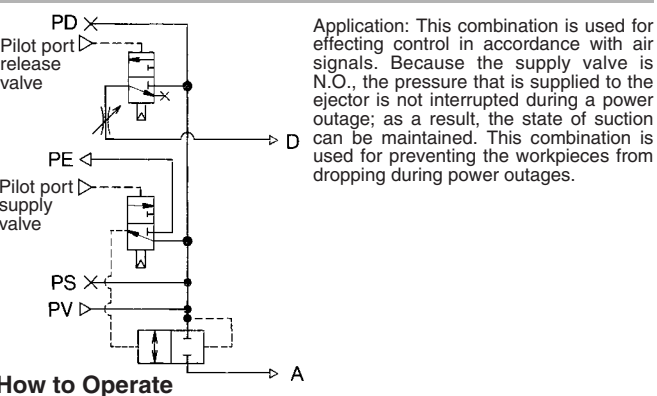 PD
Pilot port
release
valve
D
PE
Pilot port
supply
valve
PS
PV
A
How to Operate
Application: This combination is used for
effecting control in accordance with air
signals. Because the supply valve is
N.O., the pressure that is supplied to the
ejector is not interrupted during a power
outage; as a result, the state of suction
can be maintained. This combination is
used for preventing the workpieces from
dropping during power outages.